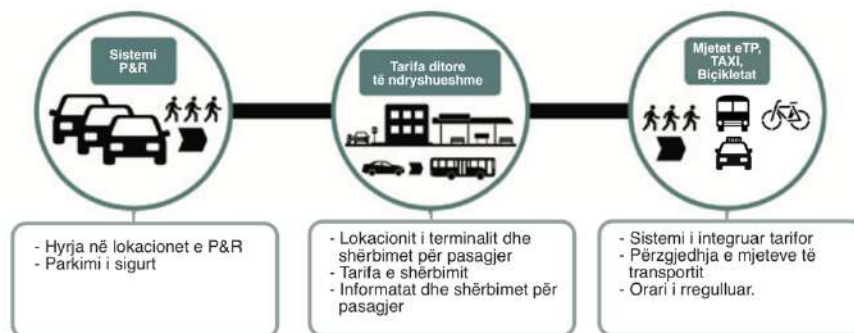 Sistemi
P&R
Tarifa ditore
të ndryshueshme
Mjetet eTP,
TAXI,
Biçikletat
TAXI
- Hyrja në lokacionet e P&R
- Parkimi i sigurt
- Lokacionit i terminalit dhe
shërbimet për pasagjer
- Tarifa e shërbimit
- Informatat dhe shërbimet për
pasagjer
- Sistemi i integruar tarifor
- Përzgjedhja e mjeteve të
transportit
- Orari i rregulluar.